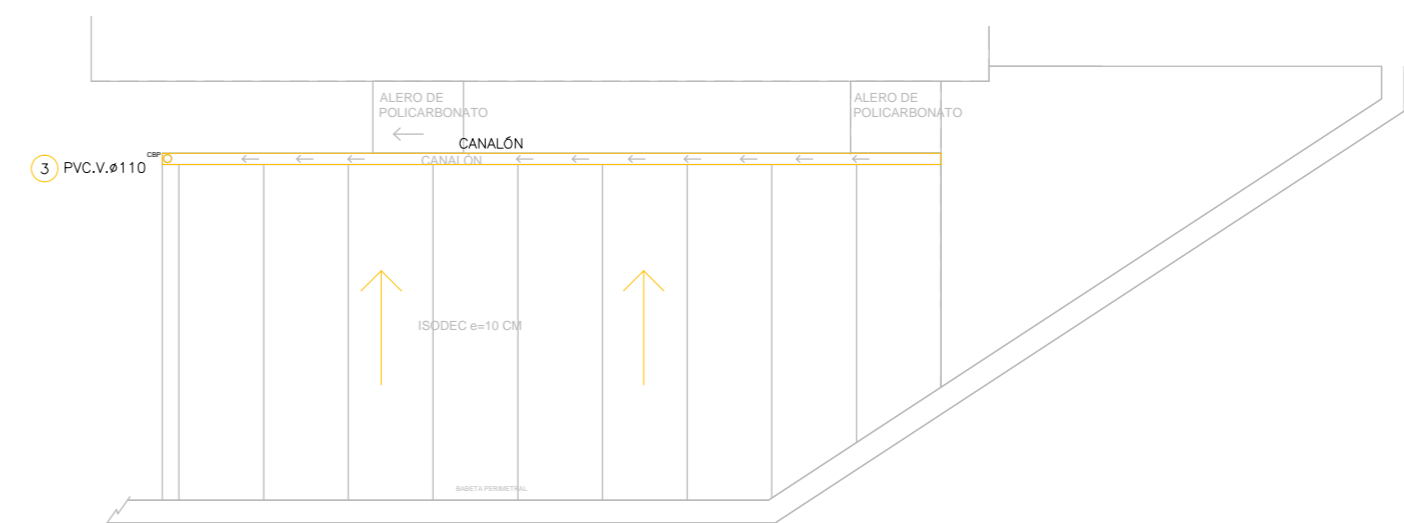 ALERO DE
POLICARBONATO
ALERO DE
POLICARBONATO
CANALÓN
CANALÓN
CBP
3 PVC.V.ø110
ISODEC e=10 CM
BABETA PERIMETRAL